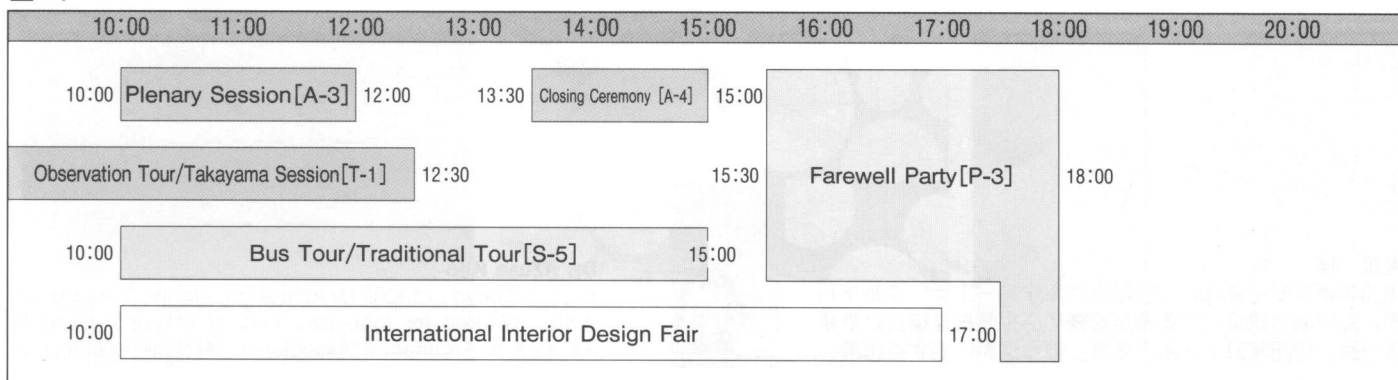 10:00 11:00 12:00 13:00 14:00 15:00 16:00 17:00 18:00 19:00 20:00
10:00 Plenary Session[A-3] 12:00 13:30 Closing Ceremony [A-4] 15:00
Observation Tour/Takayama Session[T-1] 12:30 15:30 Farewell Party[P-3] 18:00
10:00 Bus Tour/Traditional Tour[S-5] 15:00
10:00 International Interior Design Fair 17:00